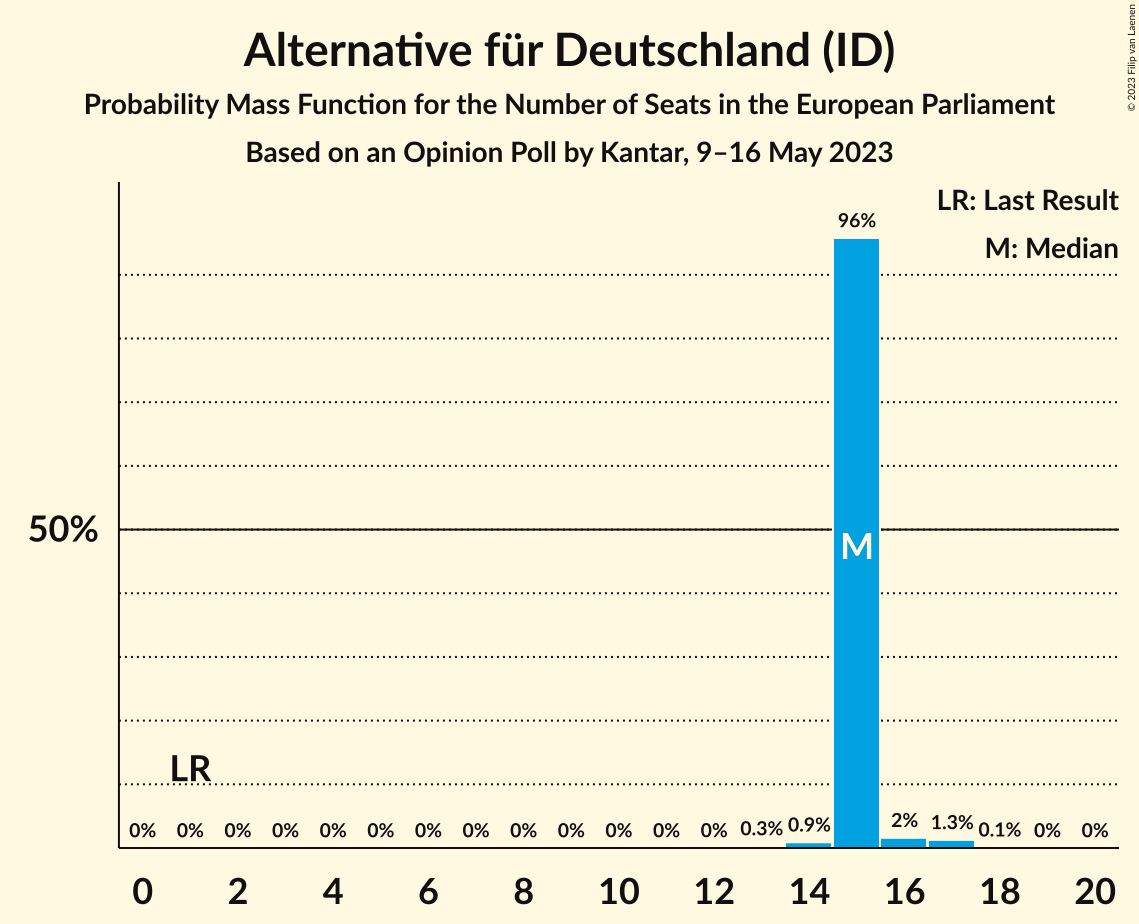 Alternative für Deutschland (ID)
Probability Mass Function for the Number of Seats in the European Parliament
Based on an Opinion Poll by Kantar, 9–16 May 2023
© 2023 Filip van Laenen
LR: Last Result
M: Median
96%
50%
M
LR
0% 0% 0% 0% 0% 0% 0% 0% 0% 0% 0% 0% 0% 0.3% 0.9% 2% 1.3% 0.1% 0% 0%
0 2 4 6 8 10 12 14 16 18 20